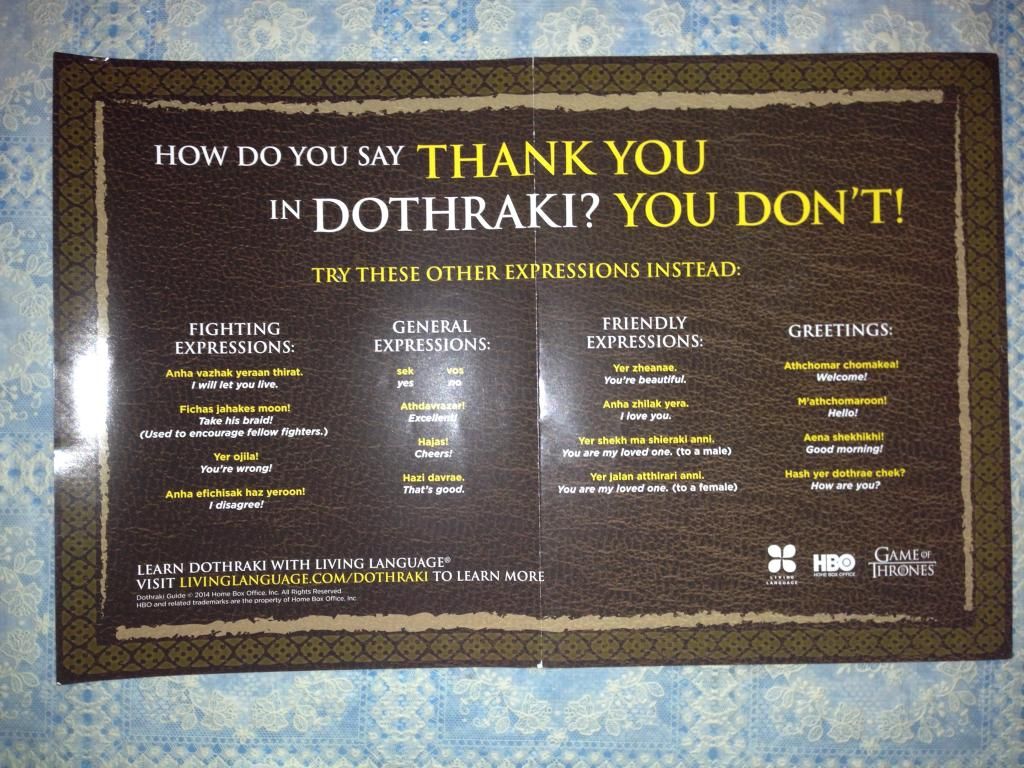 HOW DO YOU SAY THANK YOU
IN DOTHRAKI? YOU DON'T!
TRY THESE OTHER EXPRESSIONS INSTEAD:
FIGHTING
EXPRESSIONS:
Anha vazhak yeraan thirat.
I will let you live.
Fichas jahakes moon!
Take his braid!
(Used to encourage fellow fighters.)
Yer ojila!
You're wrong!
Anha efichisak haz yeroon!
I disagree!
GENERAL
EXPRESSIONS:
sek vos
yes no
Athdavrazar!
Excellent!
Hajas!
Cheers!
Hazi davrae.
That's good.
FRIENDLY
EXPRESSIONS:
Yer zheanae.
You're beautiful.
Anha zhilak yera.
I love you.
Yer shekh ma shieraki anni.
You are my loved one. (to a male)
Yer jalan atthirari anni.
You are my loved one. (to a female)
GREETINGS:
Athchomar chomakea!
Welcome!
M'athchomaroon!
Hello!
Aena shekhikhi!
Good morning!
Hash yer dothrae chek?
How are you?
LEARN DOTHRAKI WITH LIVING LANGUAGE®
VISIT LIVINGLANGUAGE.COM/DOTHRAKI TO LEARN MORE
Dothraki Guide © 2014 Home Box Office, Inc. All Rights Reserved.
HBO and related trademarks are the property of Home Box Office, Inc.
LIVING
LANGUAGE
HBO
HOME BOX OFFICE
GAME OF
THRONES